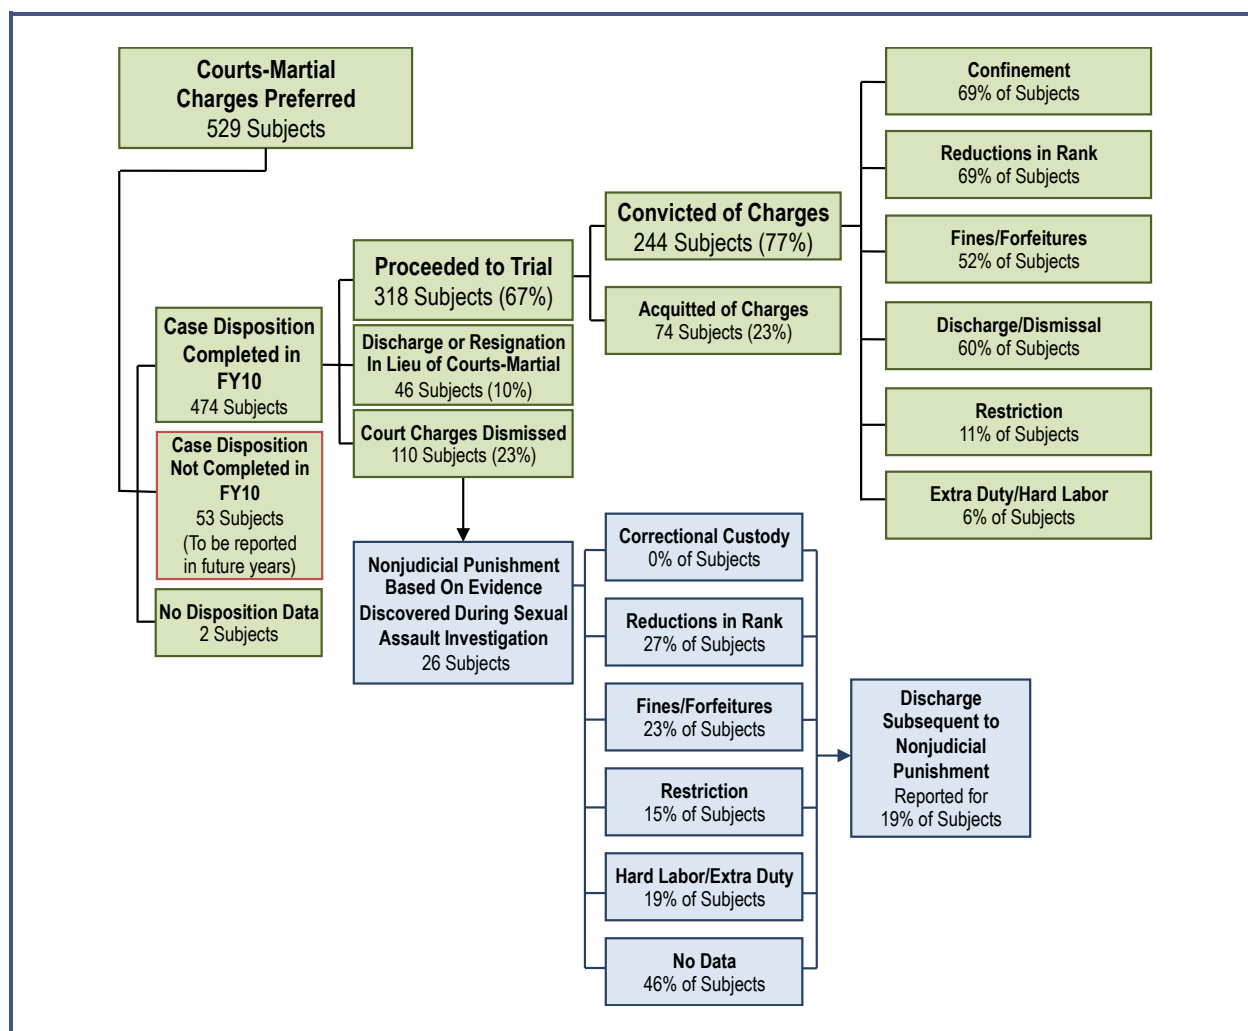 Courts-Martial
Charges Preferred
529 Subjects
Case Disposition
Completed in
FY10
474 Subjects
Case Disposition
Not Completed in
FY10
53 Subjects
(To be reported
in future years)
No Disposition Data
2 Subjects
Proceeded to Trial
318 Subjects (67%)
Discharge or Resignation
In Lieu of Courts-Martial
46 Subjects (10%)
Court Charges Dismissed
110 Subjects (23%)
Convicted of Charges
244 Subjects (77%)
Acquitted of Charges
74 Subjects (23%)
Confinement
69% of Subjects
Reductions in Rank
69% of Subjects
Fines/Forfeitures
52% of Subjects
Discharge/Dismissal
60% of Subjects
Restriction
11% of Subjects
Extra Duty/Hard Labor
6% of Subjects
Nonjudicial Punishment
Based On Evidence
Discovered During Sexual
Assault Investigation
26 Subjects
Correctional Custody
0% of Subjects
Reductions in Rank
27% of Subjects
Fines/Forfeitures
23% of Subjects
Restriction
15% of Subjects
Hard Labor/Extra Duty
19% of Subjects
No Data
46% of Subjects
Discharge
Subsequent to
Nonjudicial
Punishment
Reported for
19% of Subjects